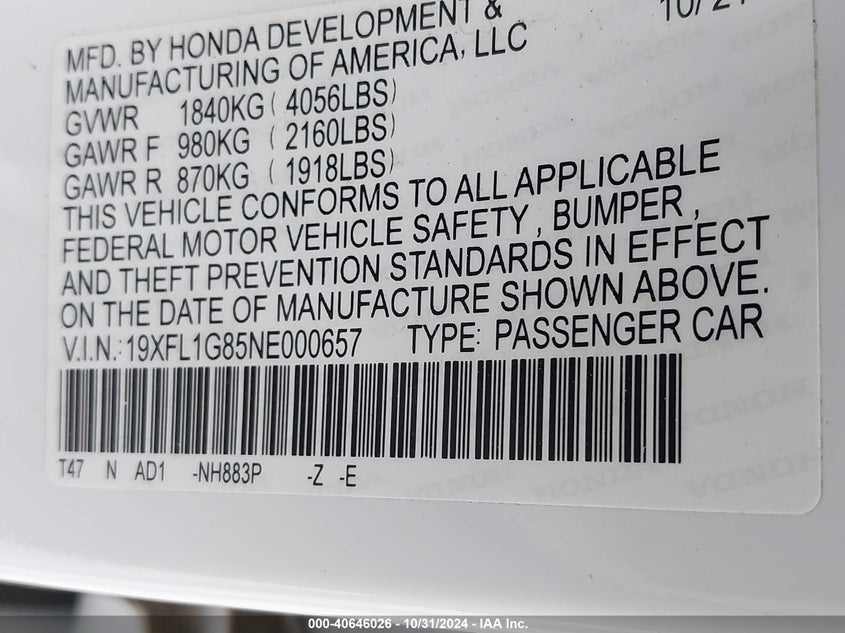 10/21
MFD. BY HONDA DEVELOPMENT &
MANUFACTURING OF AMERICA, LLC
GVWR 1840KG ( 4056LBS)
GAWR F 980KG ( 2160LBS)
GAWR R 870KG ( 1918LBS)
THIS VEHICLE CONFORMS TO ALL APPLICABLE
FEDERAL MOTOR VEHICLE SAFETY , BUMPER ,
AND THEFT PREVENTION STANDARDS IN EFFECT
ON THE DATE OF MANUFACTURE SHOWN ABOVE.
V.I.N.: 19XFL1G85NE000657 TYPE: PASSENGER CAR
T47 N AD1 -NH883P -Z -E
000-40646026 - 10/31/2024 - IAA Inc.